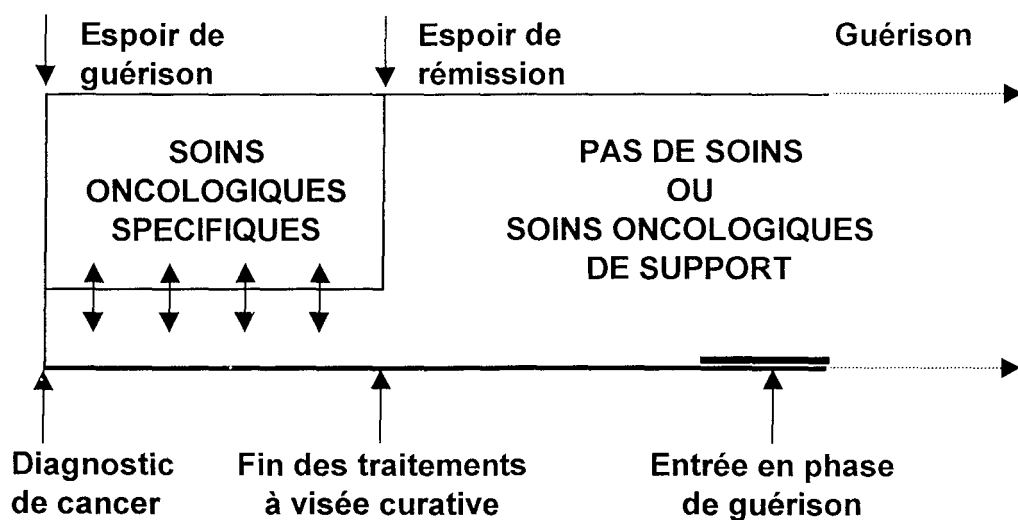 Espoir de
guérison
Espoir de
rémission
Guérison
SOINS
ONCOLOGIQUES
SPECIFIQUES
PAS DE SOINS
OU
SOINS ONCOLOGIQUES
DE SUPPORT
Diagnostic
de cancer
Fin des traitements
à visée curative
Entrée en phase
de guérison